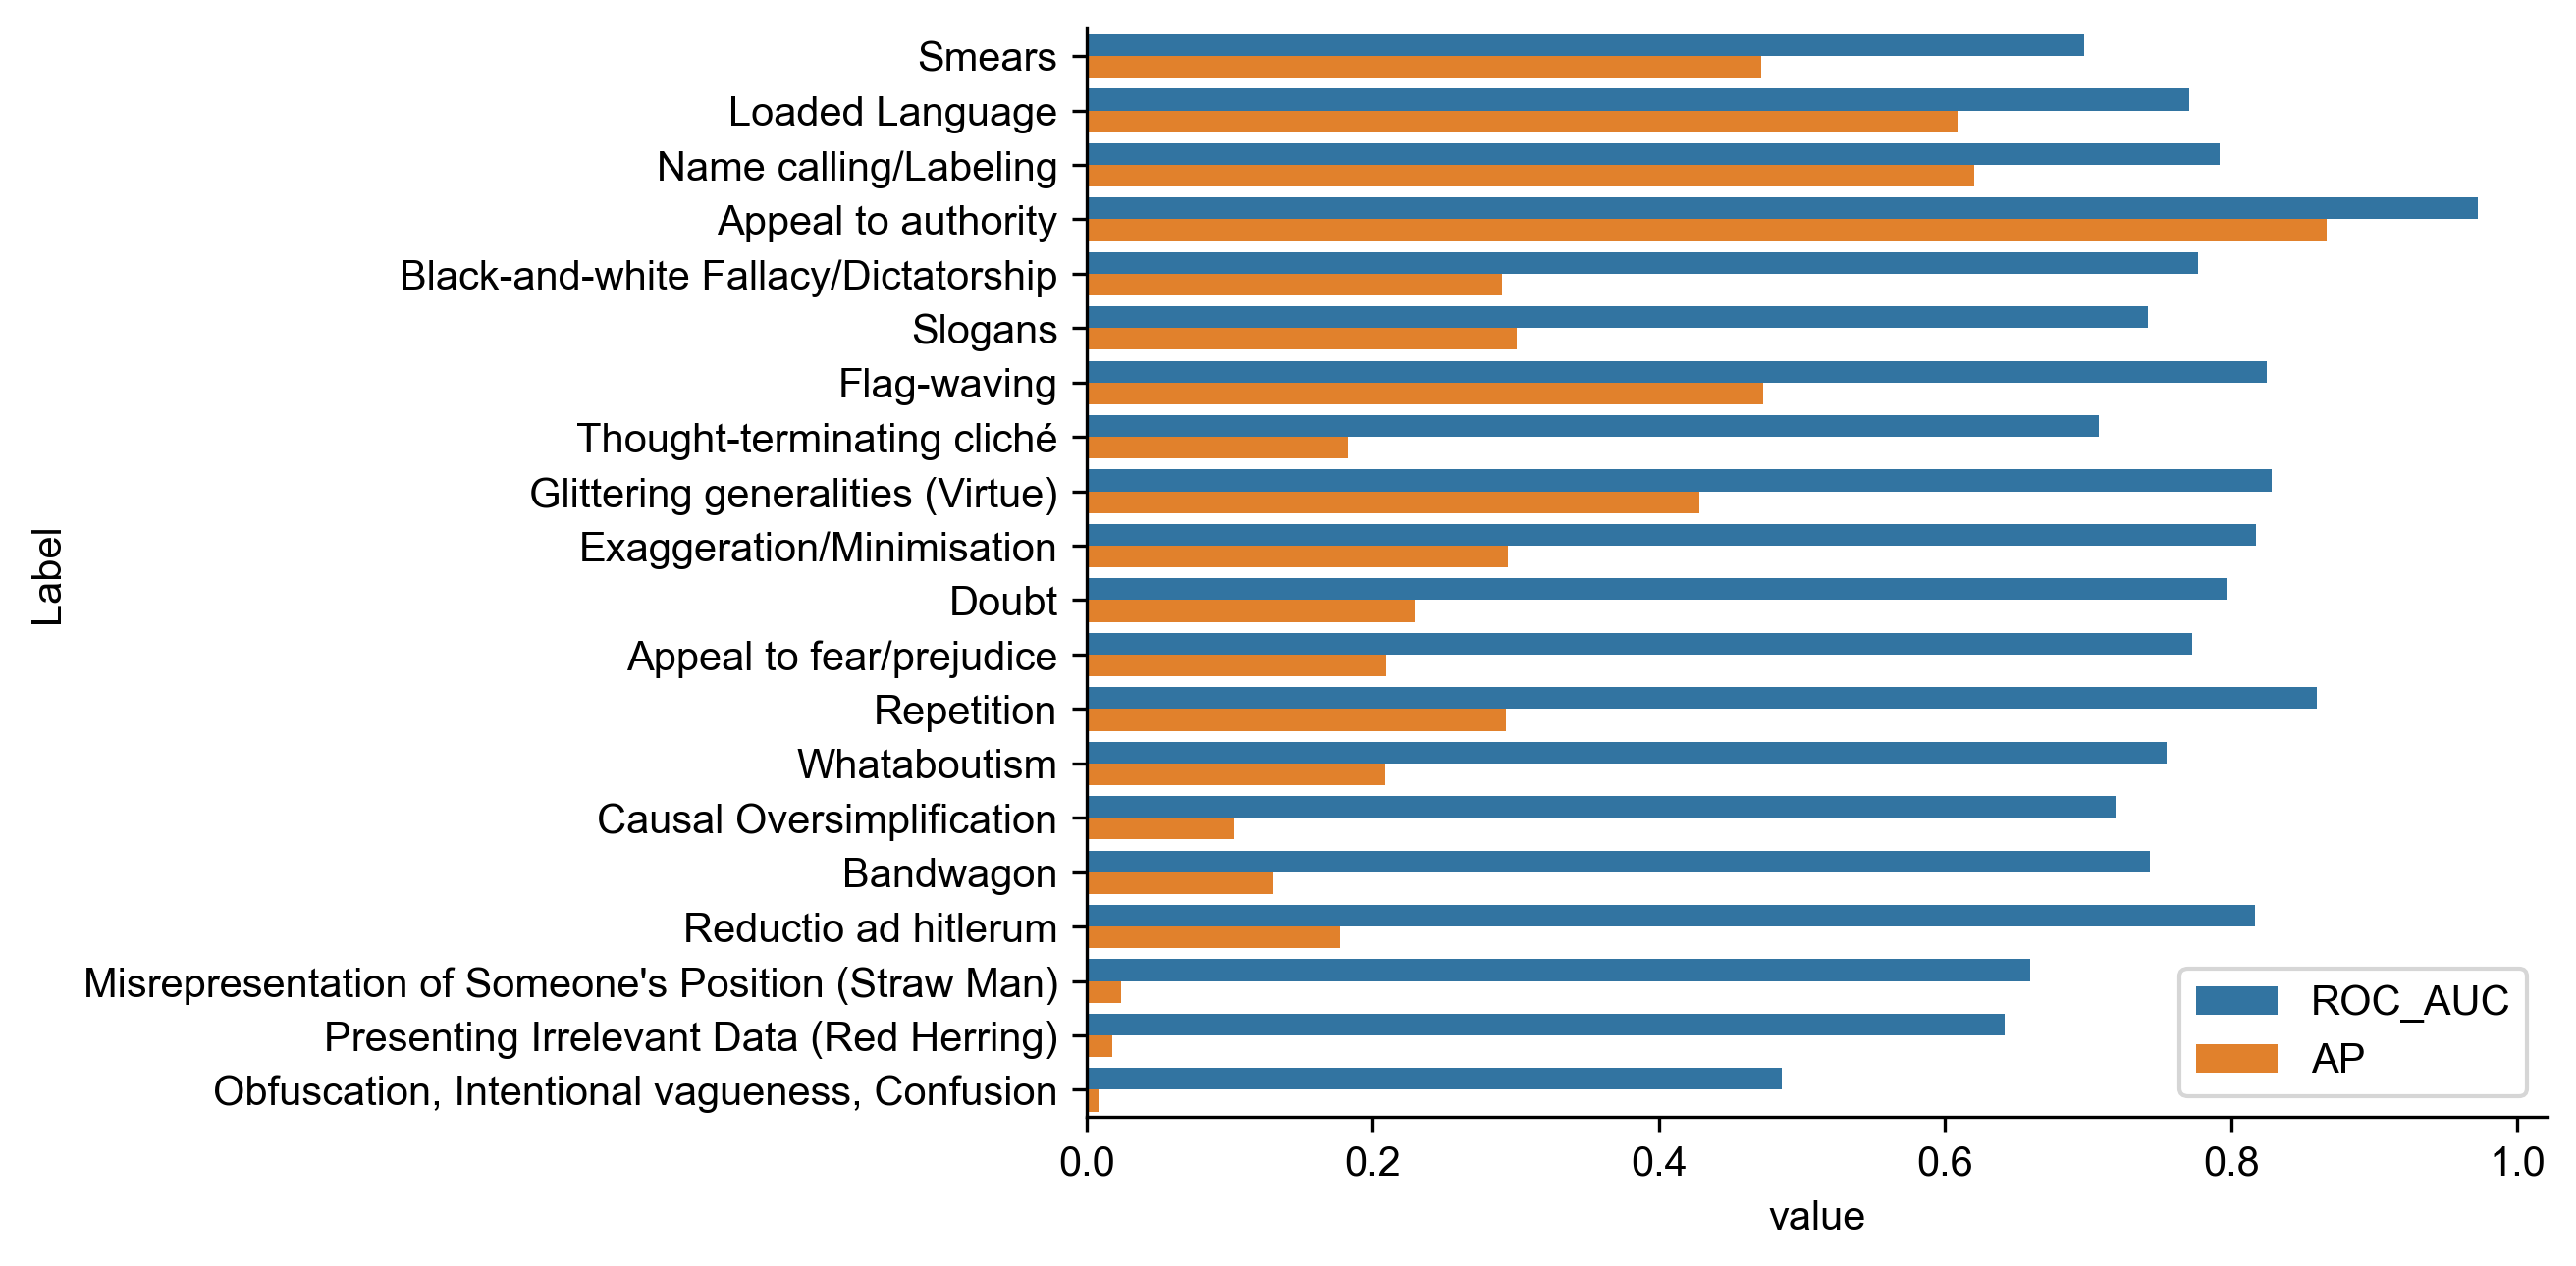 Smears
Loaded Language
Name calling/Labeling
Appeal to authority
Black-and-white Fallacy/Dictatorship
Slogans
Flag-waving
Thought-terminating cliché
Glittering generalities (Virtue)
Exaggeration/Minimisation
Doubt
Appeal to fear/prejudice
Repetition
Whataboutism
Causal Oversimplification
Bandwagon
Reductio ad hitlerum
Misrepresentation of Someone's Position (Straw Man)
Presenting Irrelevant Data (Red Herring)
Obfuscation, Intentional vagueness, Confusion
Label
ROC_AUC
AP
0.0 0.2 0.4 0.6 0.8 1.0
value